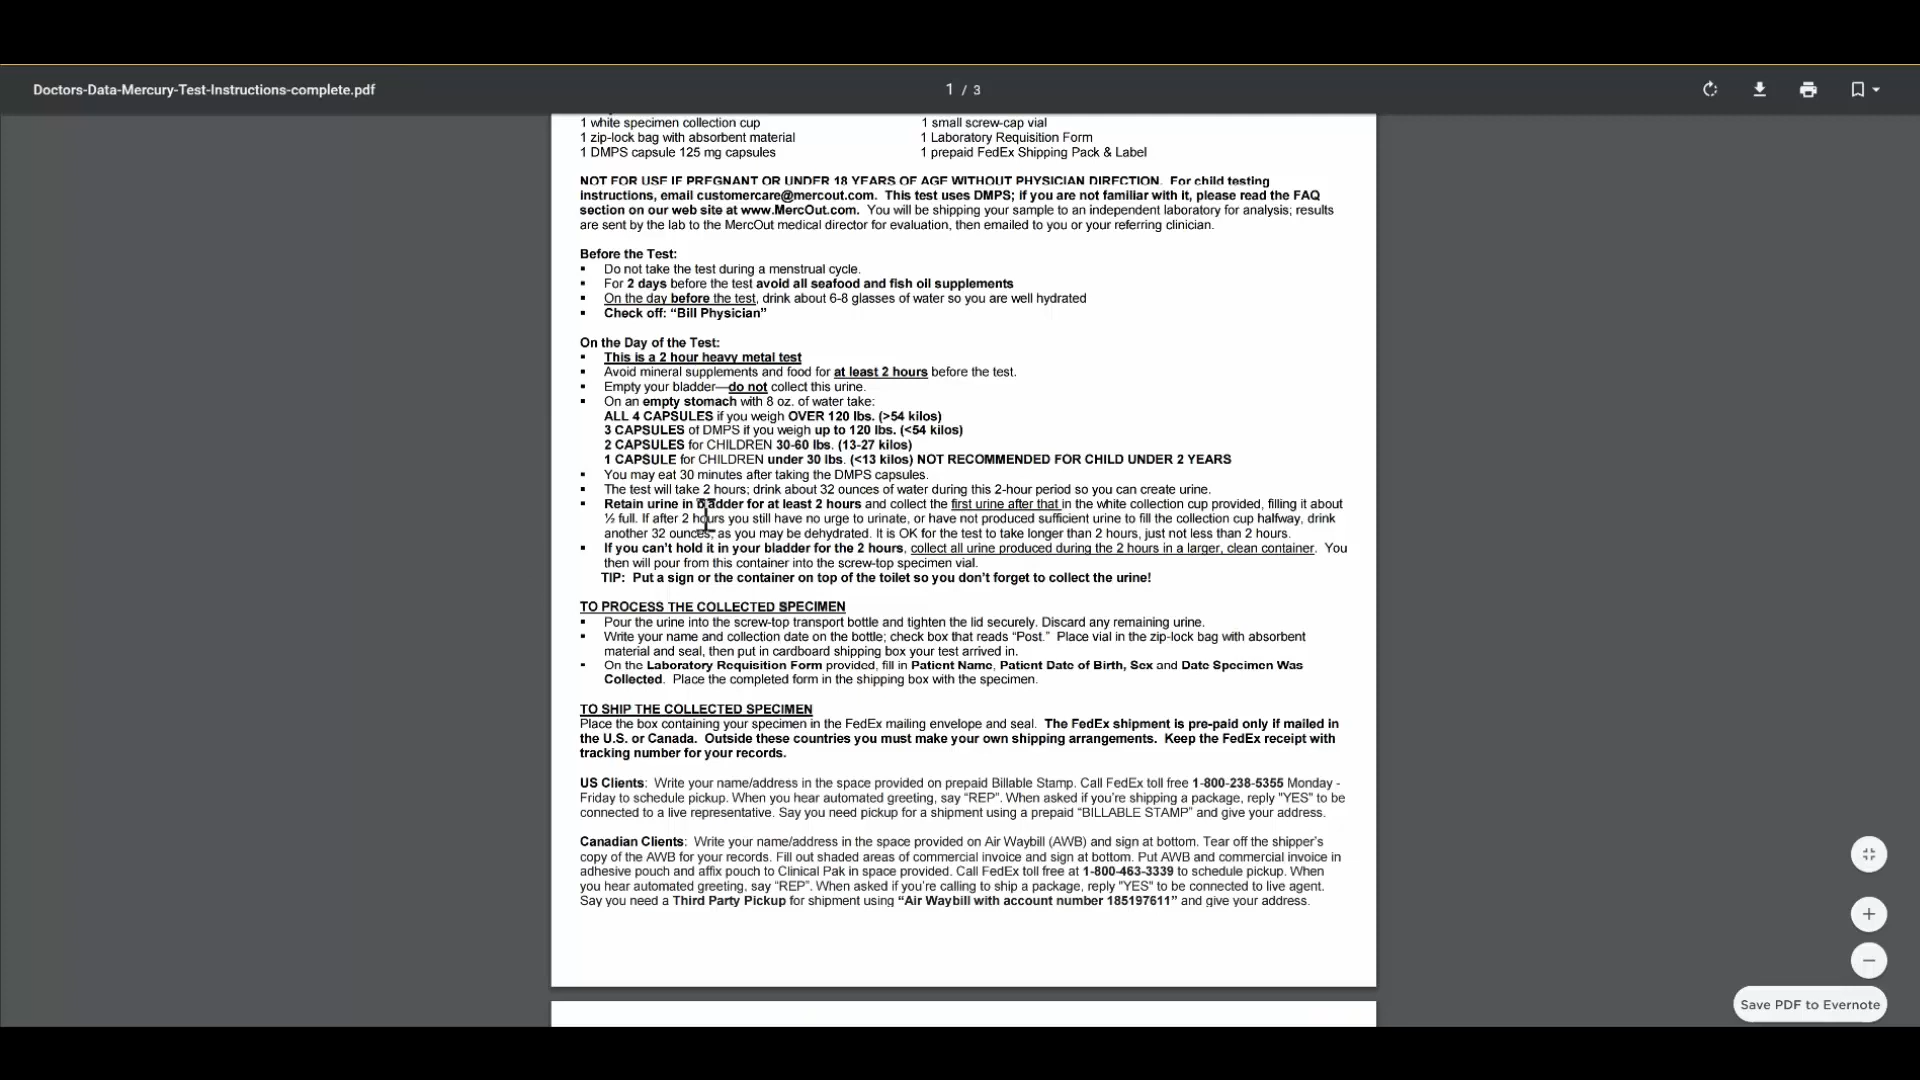 Doctors-Data-Mercury-Test-Instructions-complete.pdf
1 / 3
1 white specimen collection cup 1 small screw-cap vial
1 zip-lock bag with absorbent material 1 Laboratory Requisition Form
1 DMPS capsule 125 mg capsules 1 prepaid FedEx Shipping Pack & Label
NOT FOR USE IF PREGNANT OR UNDER 18 YEARS OF AGE WITHOUT PHYSICIAN DIRECTION. For child testing
instructions, email customercare@mercout.com. This test uses DMPS; if you are not familiar with it, please read the FAQ
section on our web site at www.MercOut.com. You will be shipping your sample to an independent laboratory for analysis; results
are sent by the lab to the MercOut medical director for evaluation, then emailed to you or your referring clinician.
Before the Test:
▪ Do not take the test during a menstrual cycle.
▪ For 2 days before the test avoid all seafood and fish oil supplements
▪ On the day before the test, drink about 6-8 glasses of water so you are well hydrated
▪ Check off: “Bill Physician”
On the Day of the Test:
▪ This is a 2 hour heavy metal test
▪ Avoid mineral supplements and food for at least 2 hours before the test.
▪ Empty your bladder—do not collect this urine.
▪ On an empty stomach with 8 oz. of water take:
ALL 4 CAPSULES if you weigh OVER 120 lbs. (>54 kilos)
3 CAPSULES of DMPS if you weigh up to 120 lbs. (<54 kilos)
2 CAPSULES for CHILDREN 30-60 lbs. (13-27 kilos)
1 CAPSULE for CHILDREN under 30 lbs. (<13 kilos) NOT RECOMMENDED FOR CHILD UNDER 2 YEARS
▪ You may eat 30 minutes after taking the DMPS capsules.
▪ The test will take 2 hours; drink about 32 ounces of water during this 2-hour period so you can create urine.
▪ Retain urine in bladder for at least 2 hours and collect the first urine after that in the white collection cup provided, filling it about
½ full. If after 2 hours you still have no urge to urinate, or have not produced sufficient urine to fill the collection cup halfway, drink
another 32 ounces, as you may be dehydrated. It is OK for the test to take longer than 2 hours, just not less than 2 hours.
▪ If you can’t hold it in your bladder for the 2 hours, collect all urine produced during the 2 hours in a larger, clean container. You
then will pour from this container into the screw-top specimen vial.
TIP: Put a sign or the container on top of the toilet so you don’t forget to collect the urine!
TO PROCESS THE COLLECTED SPECIMEN
▪ Pour the urine into the screw-top transport bottle and tighten the lid securely. Discard any remaining urine.
▪ Write your name and collection date on the bottle; check box that reads “Post.” Place vial in the zip-lock bag with absorbent
material and seal, then put in cardboard shipping box your test arrived in.
▪ On the Laboratory Requisition Form provided, fill in Patient Name, Patient Date of Birth, Sex and Date Specimen Was
Collected. Place the completed form in the shipping box with the specimen.
TO SHIP THE COLLECTED SPECIMEN
Place the box containing your specimen in the FedEx mailing envelope and seal. The FedEx shipment is pre-paid only if mailed in
the U.S. or Canada. Outside these countries you must make your own shipping arrangements. Keep the FedEx receipt with
tracking number for your records.
US Clients: Write your name/address in the space provided on prepaid Billable Stamp. Call FedEx toll free 1-800-238-5355 Monday -
Friday to schedule pickup. When you hear automated greeting, say “REP”. When asked if you’re shipping a package, reply "YES" to be
connected to a live representative. Say you need pickup for a shipment using a prepaid “BILLABLE STAMP” and give your address.
Canadian Clients: Write your name/address in the space provided on Air Waybill (AWB) and sign at bottom. Tear off the shipper’s
copy of the AWB for your records. Fill out shaded areas of commercial invoice and sign at bottom. Put AWB and commercial invoice in
adhesive pouch and affix pouch to Clinical Pak in space provided. Call FedEx toll free at 1-800-463-3339 to schedule pickup. When
you hear automated greeting, say “REP”. When asked if you’re calling to ship a package, reply "YES" to be connected to live agent.
Say you need a Third Party Pickup for shipment using “Air Waybill with account number 185197611” and give your address.
Save PDF to Evernote